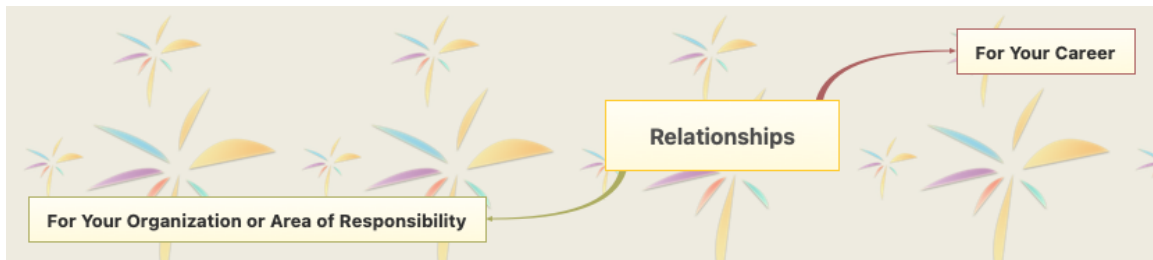 For Your Career
Relationships
For Your Organization or Area of Responsibility